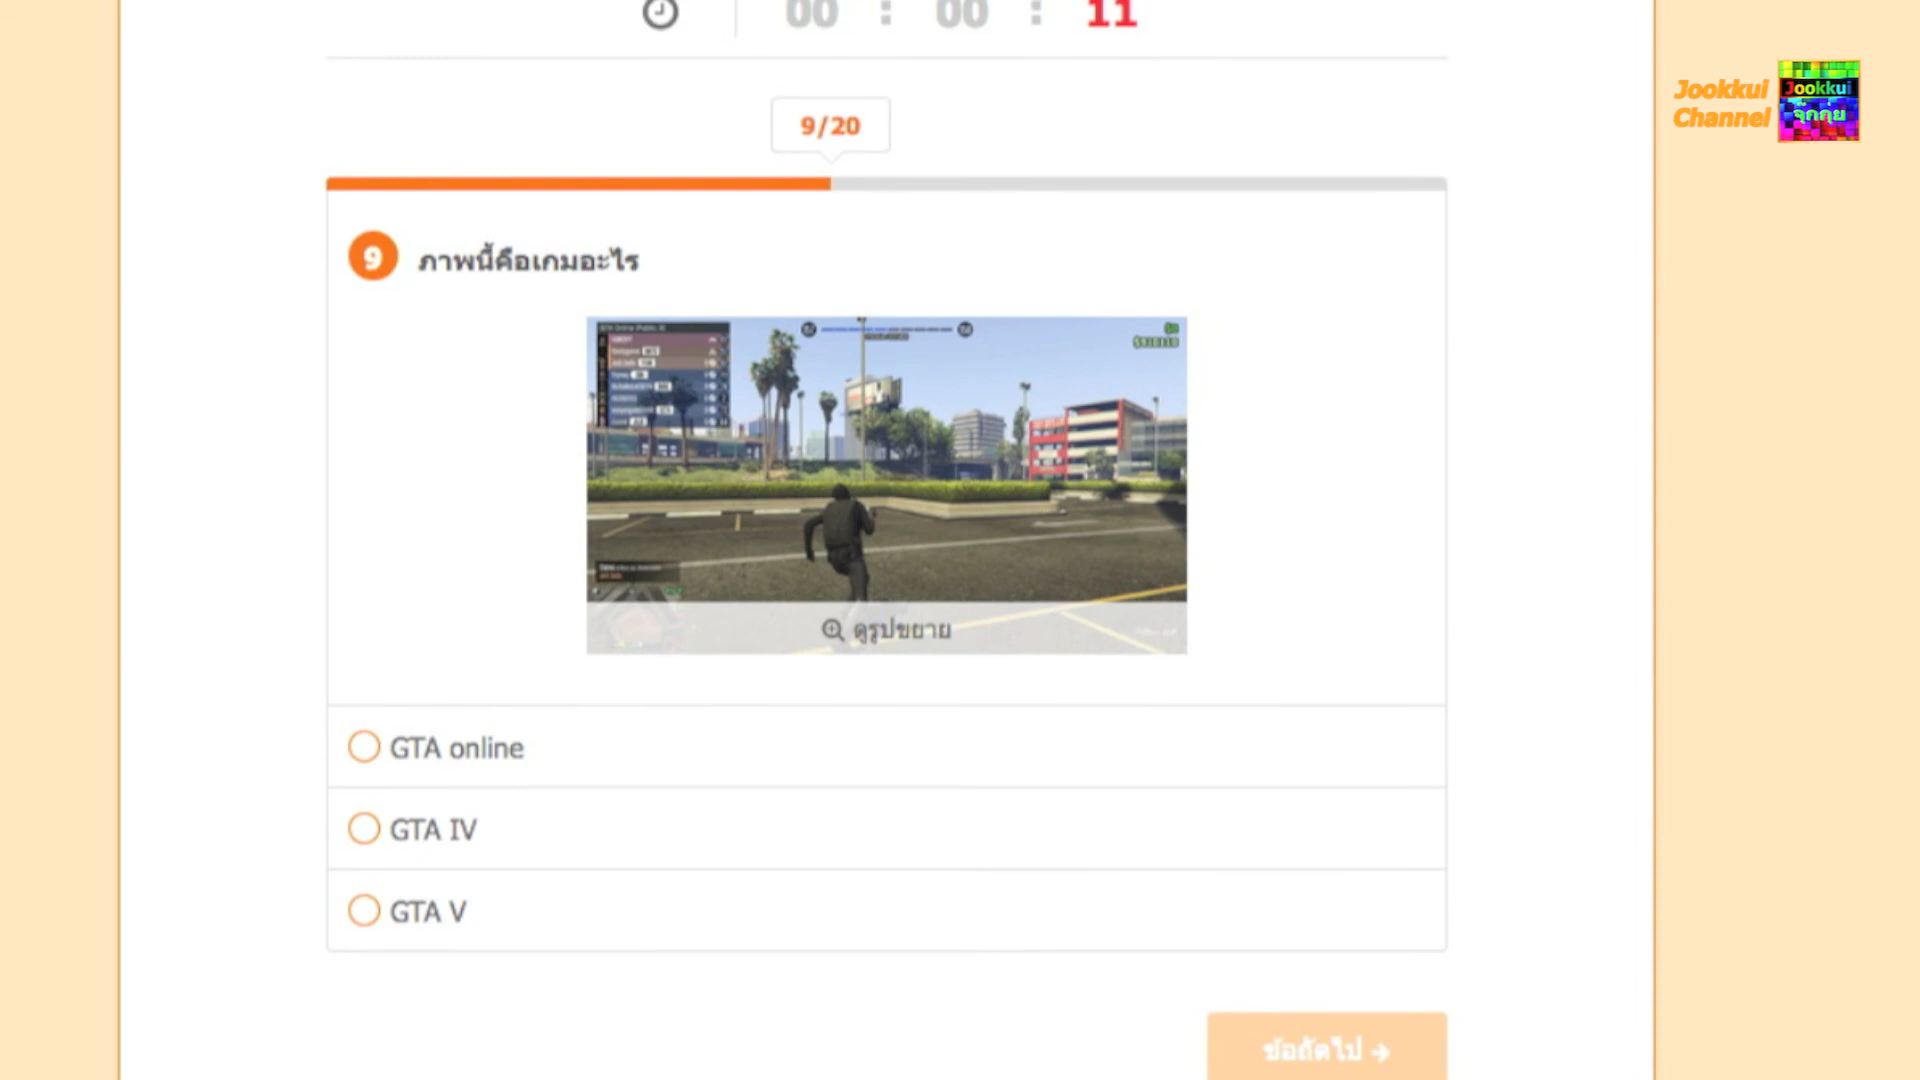 00 : 00 : 11
Jookkui
Channel
Jookkui
จุ๊กกุ่ย
9/20
9 ภาพนี้คือเกมอะไร
ดูรูปขยาย
GTA online
GTA IV
GTA V
ข้อถัดไป